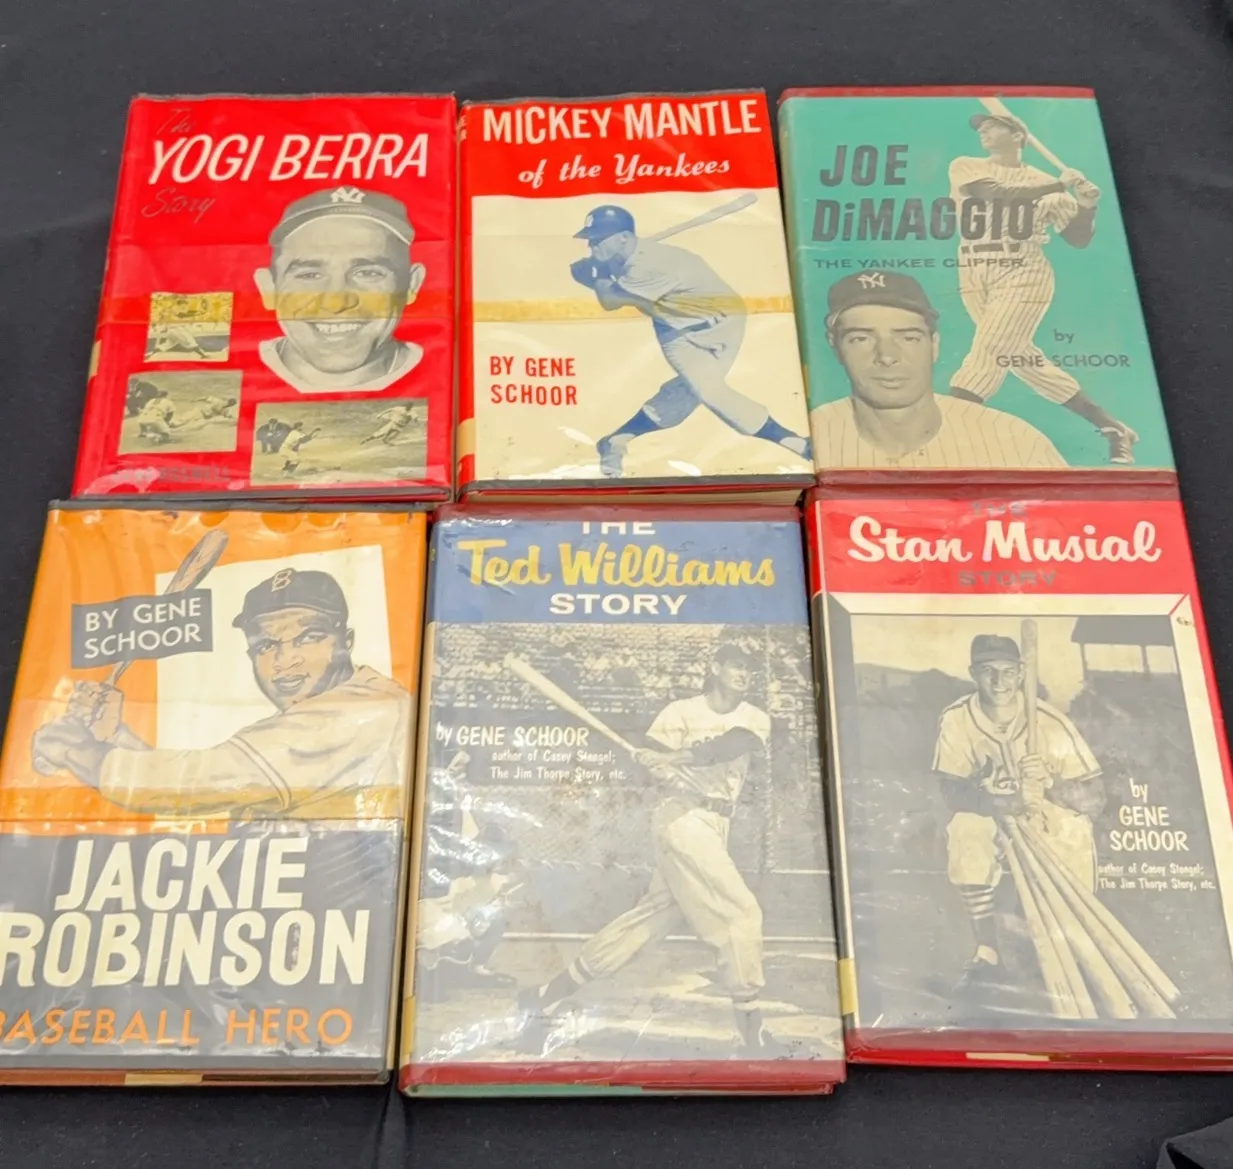 The
YOGI BERRA
Story
MICKEY MANTLE
of the Yankees
BY GENE
SCHOOR
JOE
DiMAGGIO
THE YANKEE CLIPPER
by
GENE SCHOOR
NY
BY GENE
SCHOOR
B
JACKIE
ROBINSON
BASEBALL HERO
THE
Ted Williams
STORY
by GENE SCHOOR
author of Casey Stengel;
The Jim Thorpe Story, etc.
THE
Stan Musial
STORY
by
GENE
SCHOOR
author of Casey Stengel;
The Jim Thorpe Story, etc.